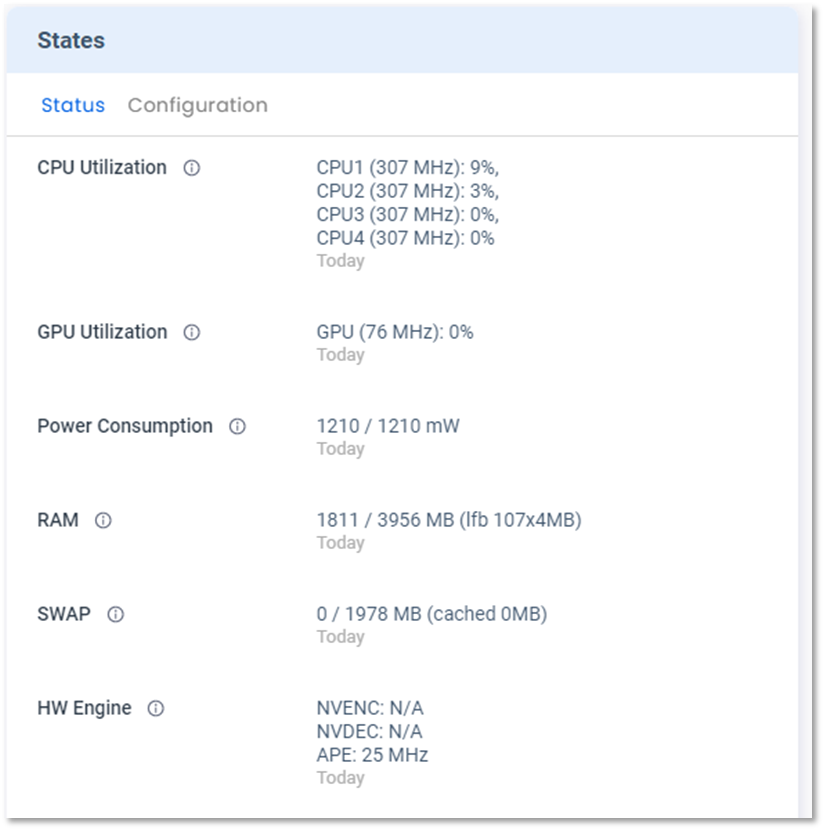 States
Status Configuration
CPU Utilization CPU1 (307 MHz): 9%,
CPU2 (307 MHz): 3%,
CPU3 (307 MHz): 0%,
CPU4 (307 MHz): 0%
Today
GPU Utilization GPU (76 MHz): 0%
Today
Power Consumption 1210 / 1210 mW
Today
RAM 1811 / 3956 MB (lfb 107x4MB)
Today
SWAP 0 / 1978 MB (cached 0MB)
Today
HW Engine NVENC: N/A
NVDEC: N/A
APE: 25 MHz
Today